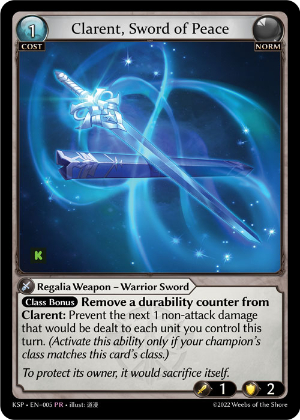 1
COST
Clarent, Sword of Peace
NORM
K
Regalia Weapon – Warrior Sword
Class Bonus Remove a durability counter from
Clarent: Prevent the next 1 non-attack damage
that would be dealt to each unit you control this
turn. (Activate this ability only if your champion's
class matches this card's class.)
To protect its owner, it would sacrifice itself.
1
2
KSP • EN–005 PR • illust:
©2022 Weebs of the Shore